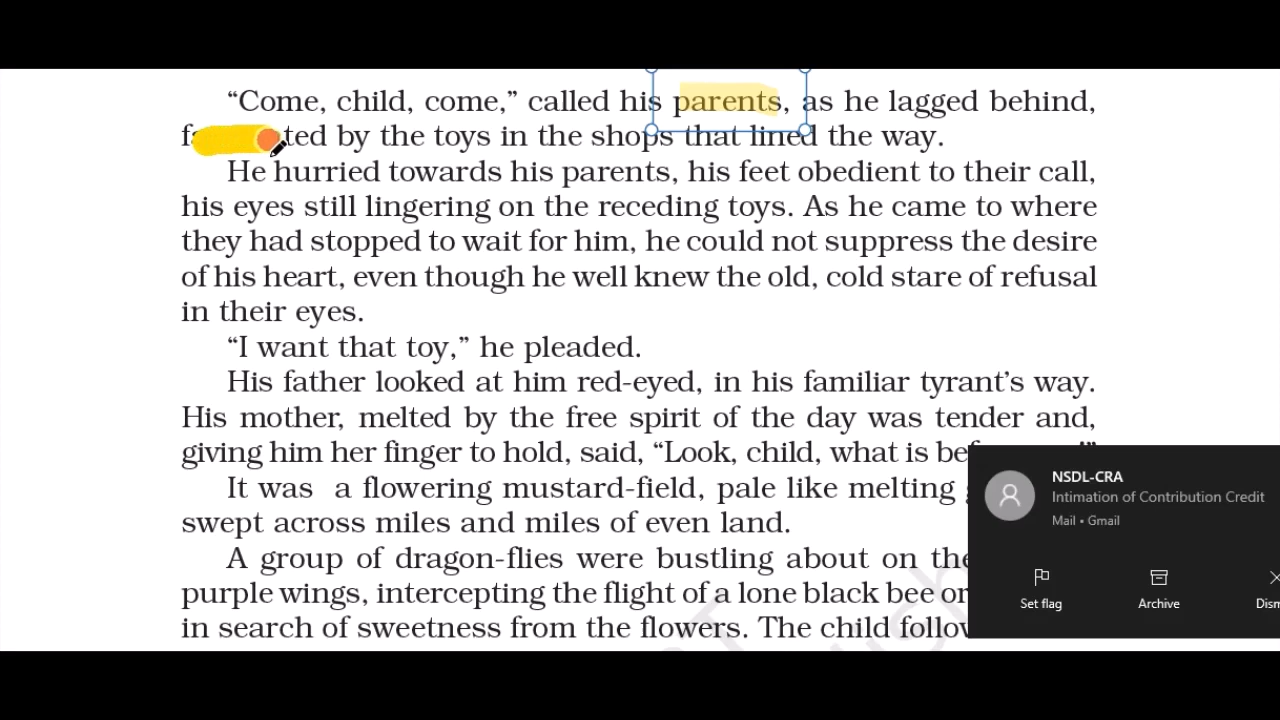 “Come, child, come,” called his parents, as he lagged behind,
by the toys in the shops that lined the way.
He hurried towards his parents, his feet obedient to their call,
his eyes still lingering on the receding toys. As he came to where
they had stopped to wait for him, he could not suppress the desire
of his heart, even though he well knew the old, cold stare of refusal
in their eyes.
“I want that toy,” he pleaded.
His father looked at him red-eyed, in his familiar tyrant’s way.
His mother, melted by the free spirit of the day was tender and,
giving him her finger to hold, said, “Look, child, what is
It was a flowering mustard-field, pale like melting
swept across miles and miles of even land.
A group of dragon-flies were bustling about on
purple wings, intercepting the flight of a lone black bee
in search of sweetness from the flowers. The child
NSDL-CRA
Intimation of Contribution Credit
Mail • Gmail
Set flag
Archive